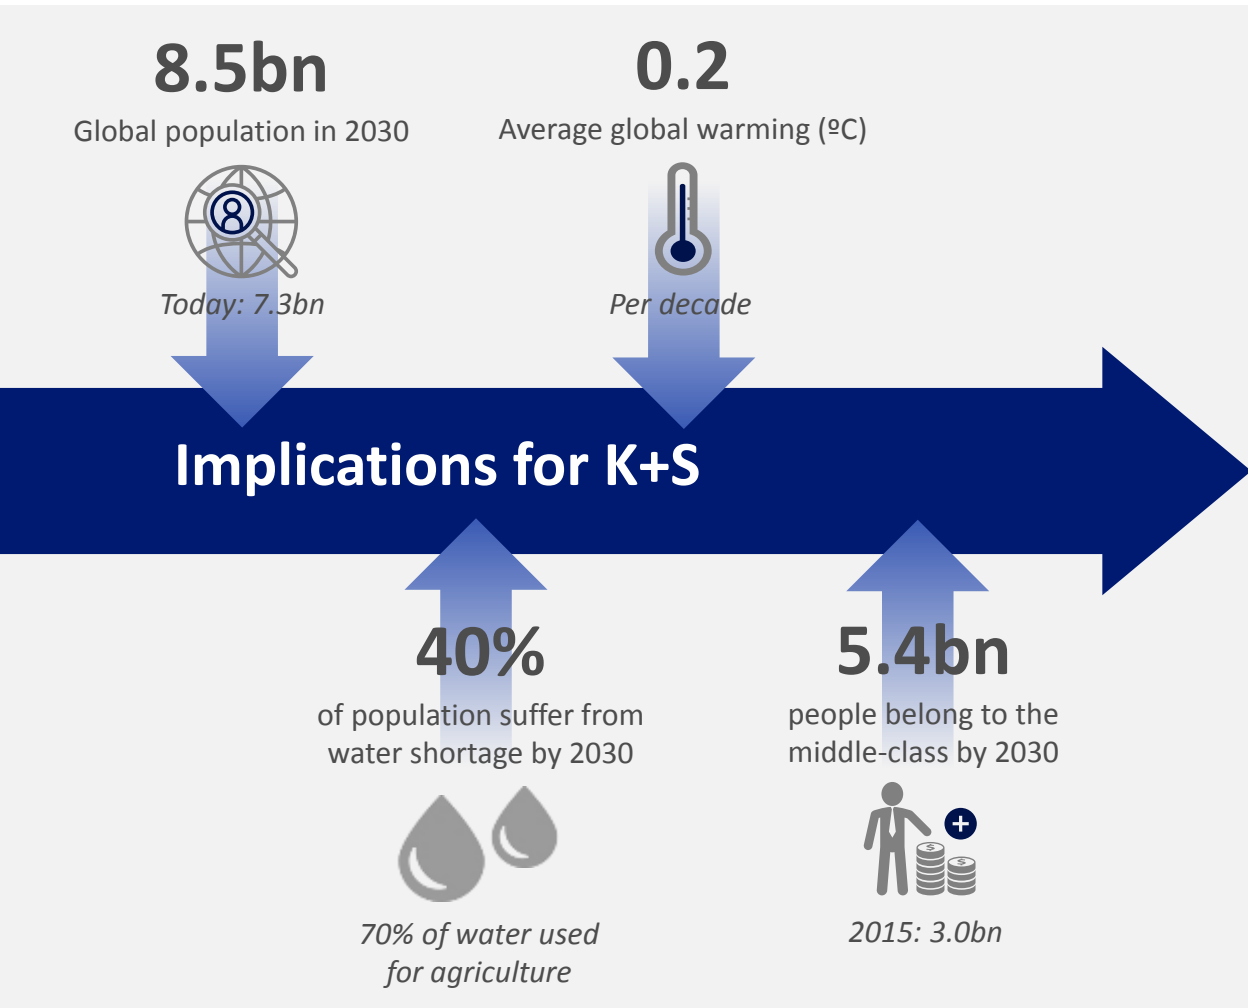 8.5bn
Global population in 2030
Today: 7.3bn
0.2
Average global warming (ºC)
Per decade
Implications for K+S
40%
of population suffer from
water shortage by 2030
70% of water used
for agriculture
5.4bn
people belong to the
middle-class by 2030
$
$
2015: 3.0bn